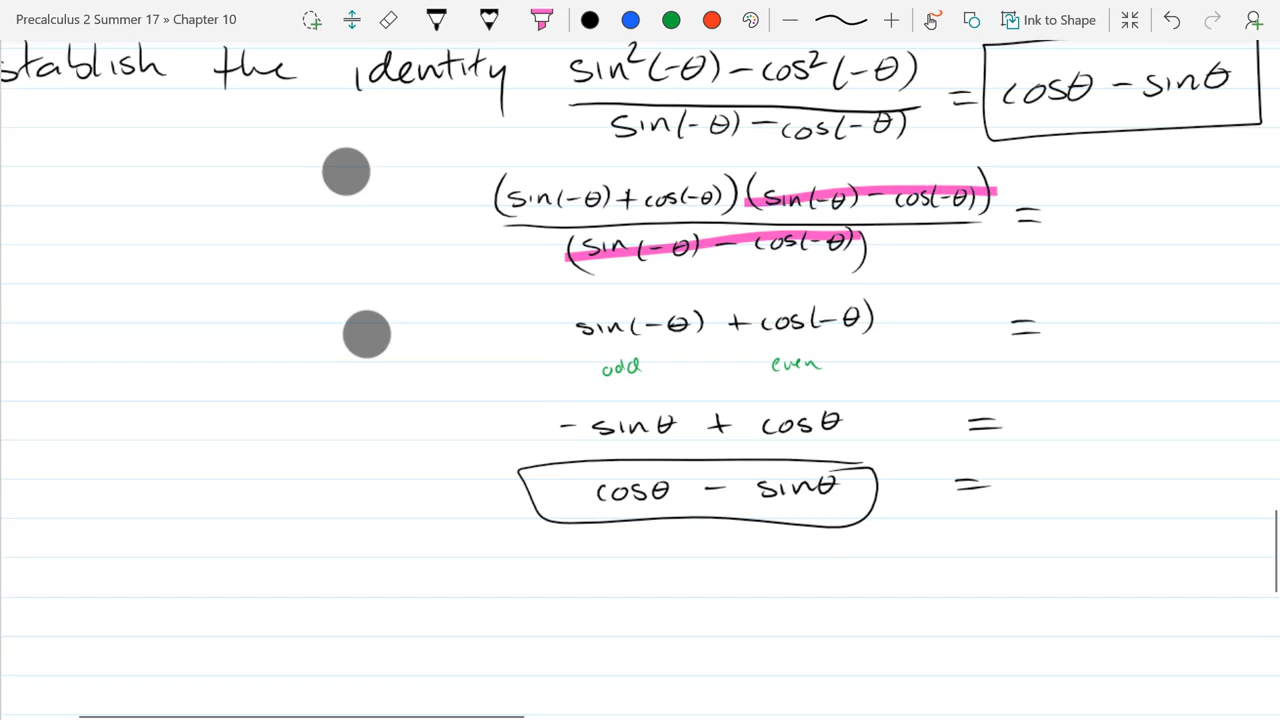 Precalculus 2 Summer 17 » Chapter 10
Ink to Shape
stablish the identity (sin²(-θ) - cos²(-θ)) / (sin(-θ) - cos(-θ)) = cosθ - sinθ
(sin(-θ) + cos(-θ))(sin(-θ) - cos(-θ)) / (sin(-θ) - cos(-θ)) =
sin(-θ) + cos(-θ) =
odd even
- sinθ + cosθ =
cosθ - sinθ =